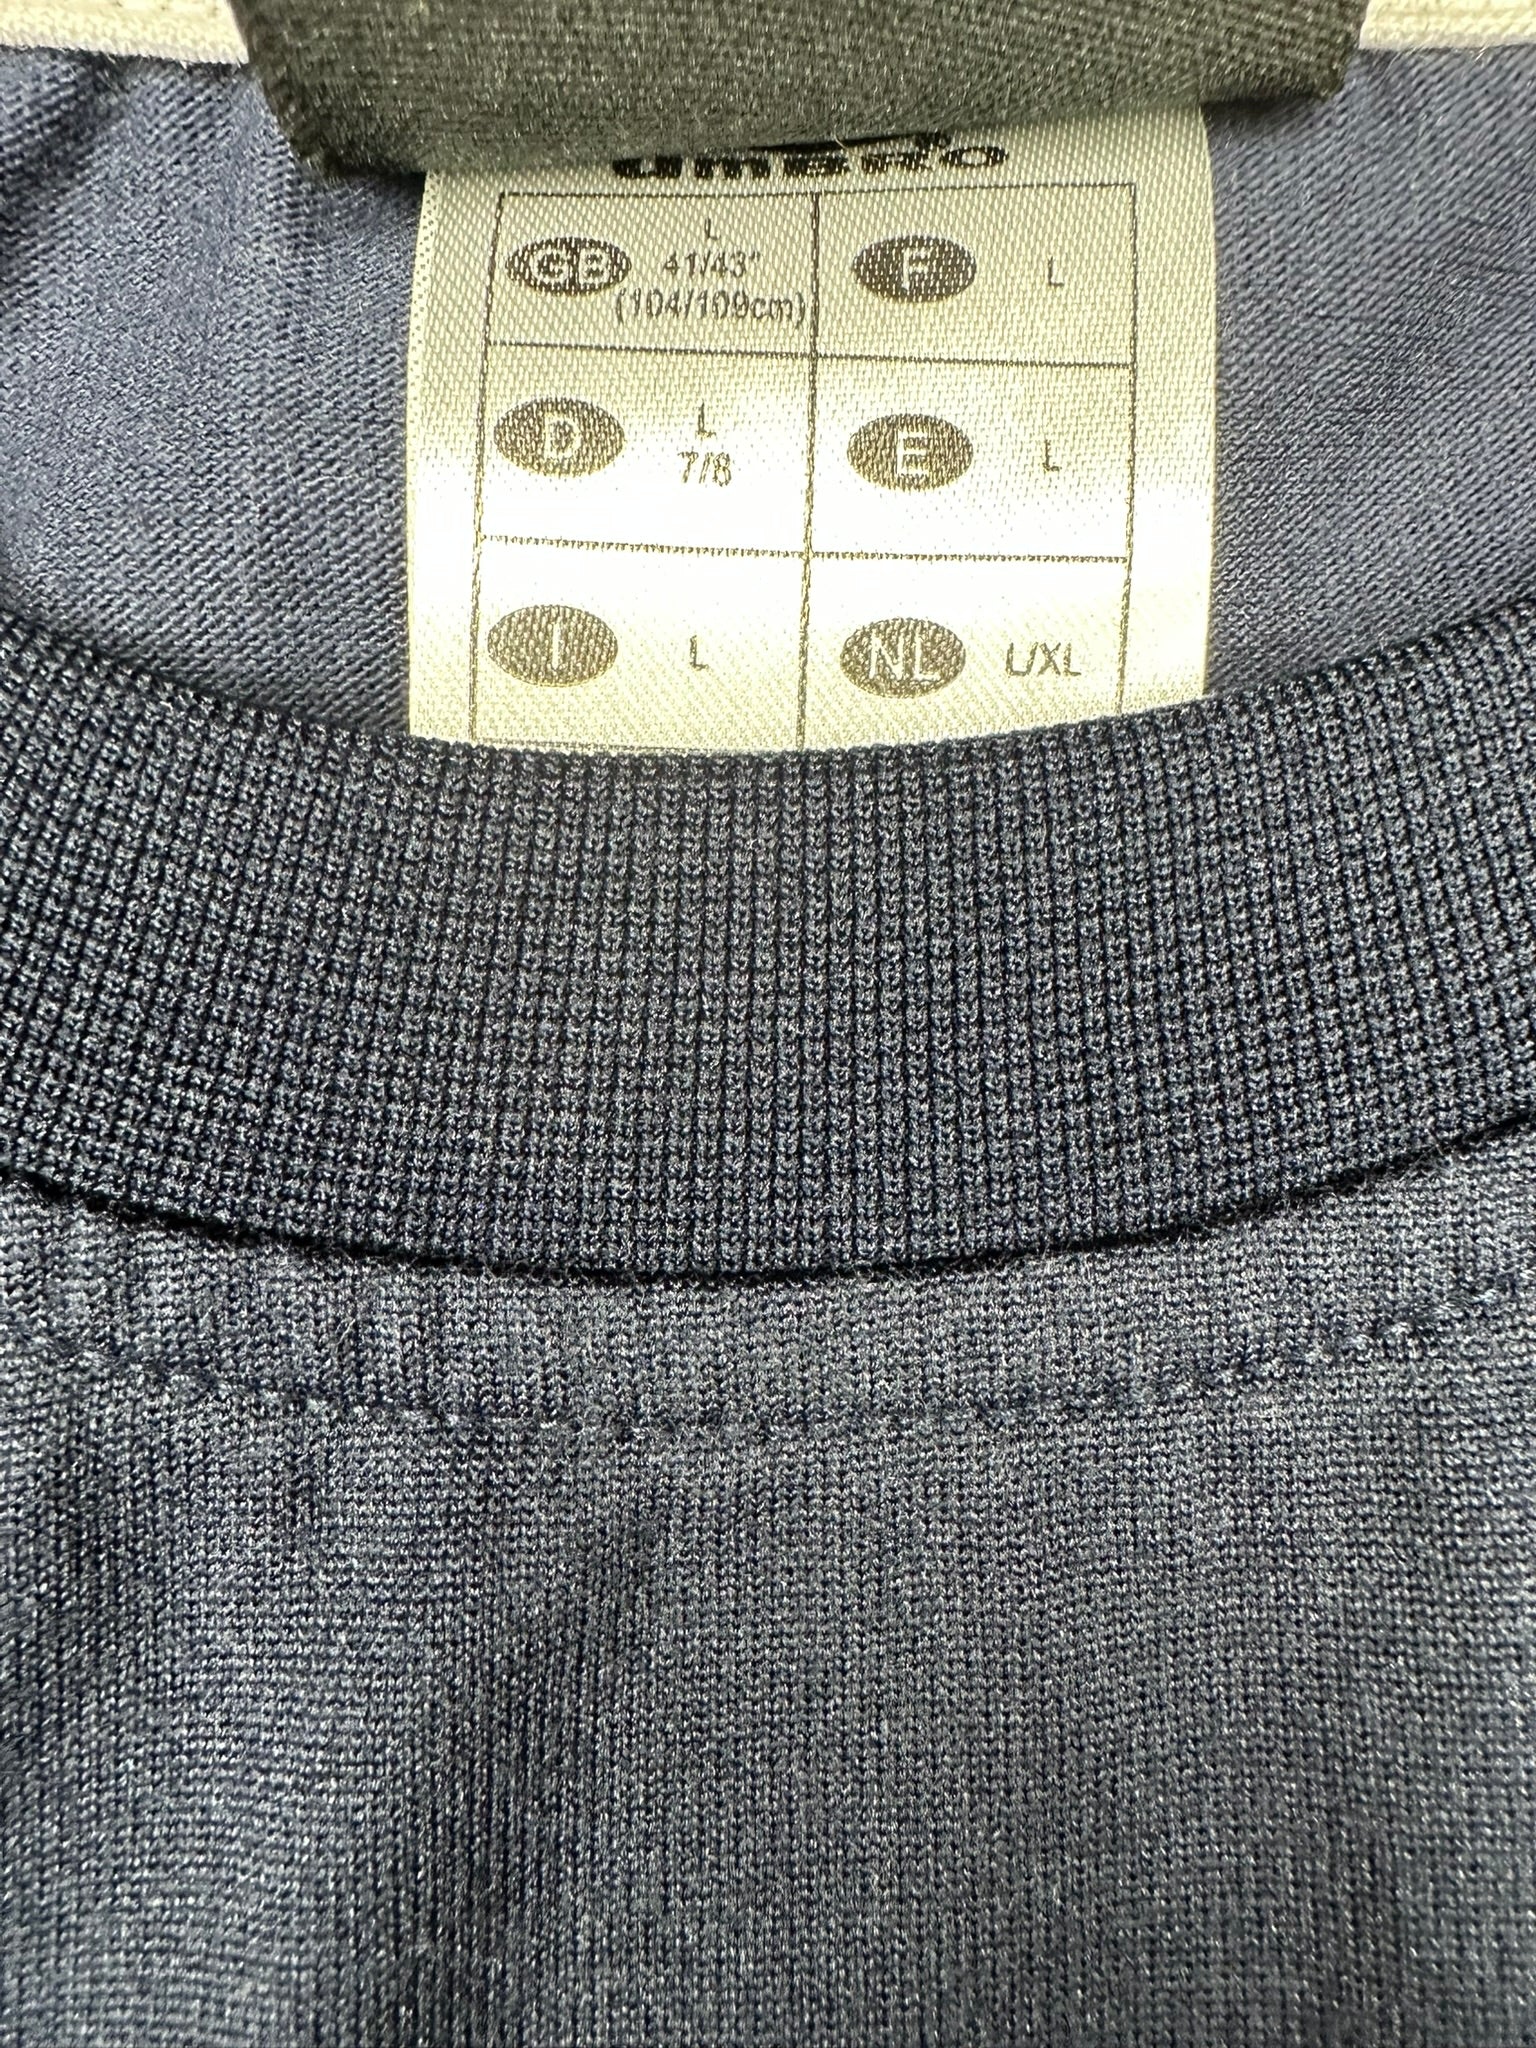 UMBRO
GB L
41/43"
(104/109cm)
F L
D L
7/8
E L
I L
NL L/XL